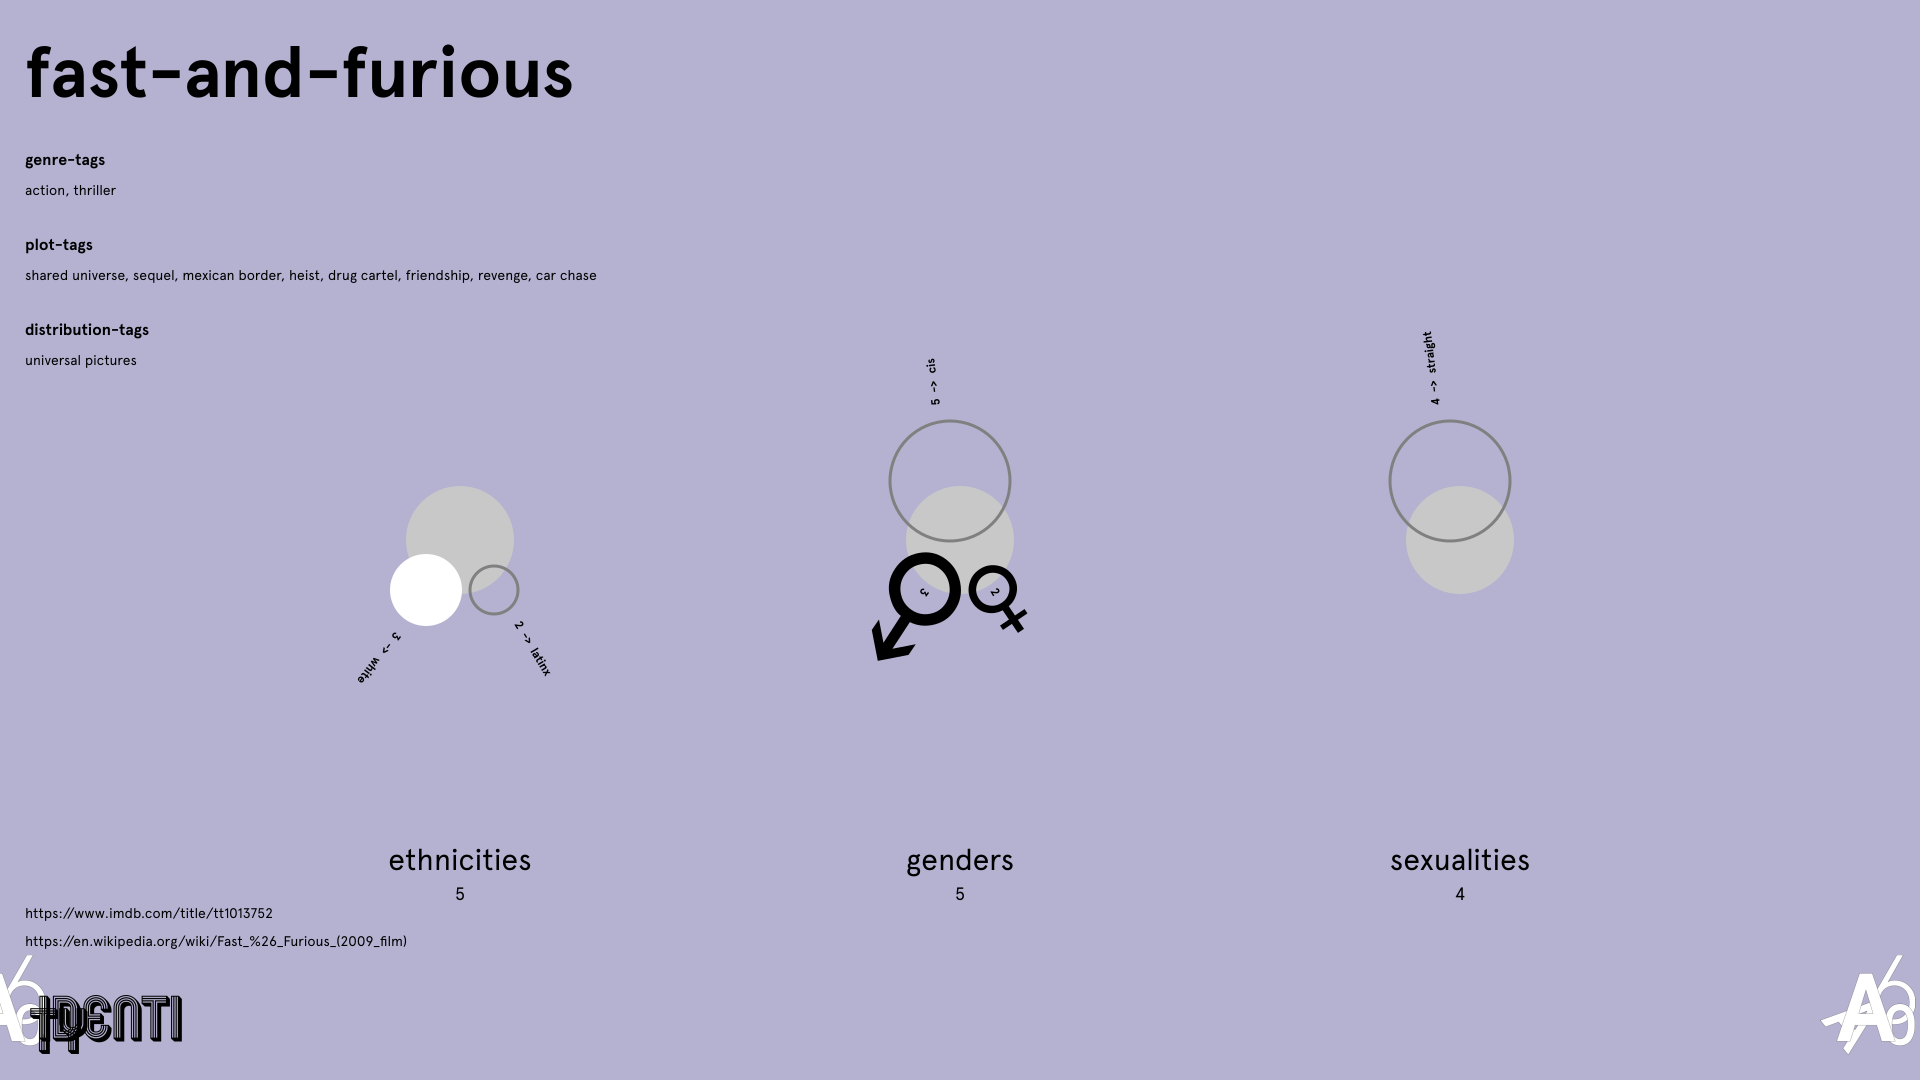 fast-and-furious
genre-tags
action, thriller
plot-tags
shared universe, sequel, mexican border, heist, drug cartel, friendship, revenge, car chase
distribution-tags
universal pictures
5 -> cis
4 -> straight
3
2
3 -> white
2 -> latinx
ethnicities
5
genders
5
sexualities
4
https://www.imdb.com/title/tt1013752
https://en.wikipedia.org/wiki/Fast_%26_Furious_(2009_film)
IDENTI